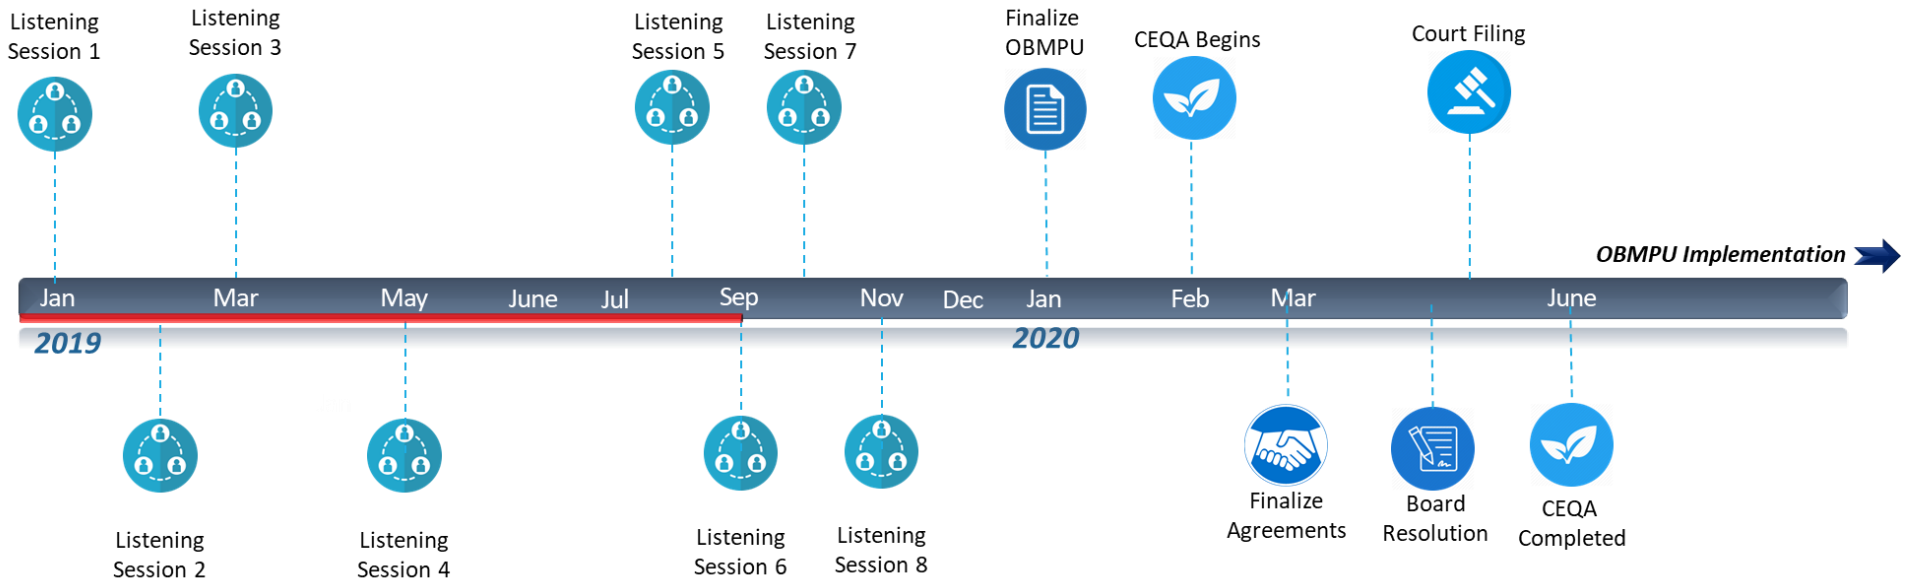 Listening
Session 1
Listening
Session 3
Listening
Session 5
Listening
Session 7
Finalize
OBMPU
CEQA Begins
Court Filing
OBMPU Implementation
Jan
Mar
May
June
Jul
Sep
Nov
Dec
Jan
Feb
Mar
June
2019
2020
Listening
Session 2
Listening
Session 4
Listening
Session 6
Listening
Session 8
Finalize
Agreements
Board
Resolution
CEQA
Completed